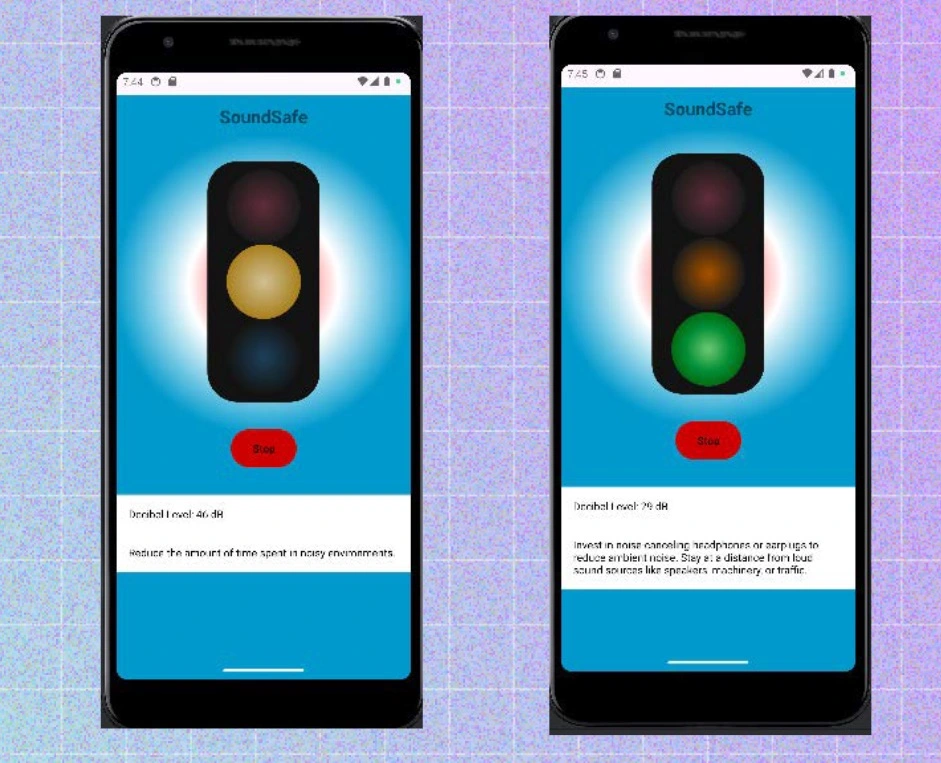 7:44
SoundSafe
Stop
Decibel Level: 46 dB
Reduce the amount of time spent in noisy environments.
7:45
SoundSafe
Stop
Decibel Level: 29 dB
Invest in noise canceling headphones or earplugs to
reduce ambient noise. Stay at a distance from loud
sound sources like speakers, machinery, or traffic.